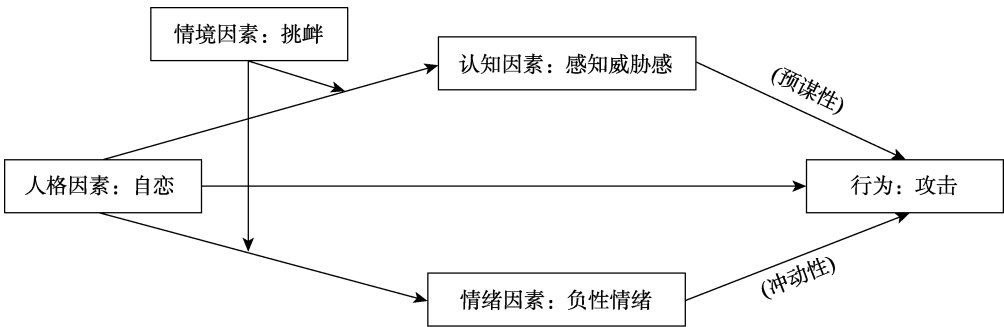 情境因素：挑衅
认知因素：感知威胁感
(预谋性)
人格因素：自恋
行为：攻击
(冲动性)
情绪因素：负性情绪